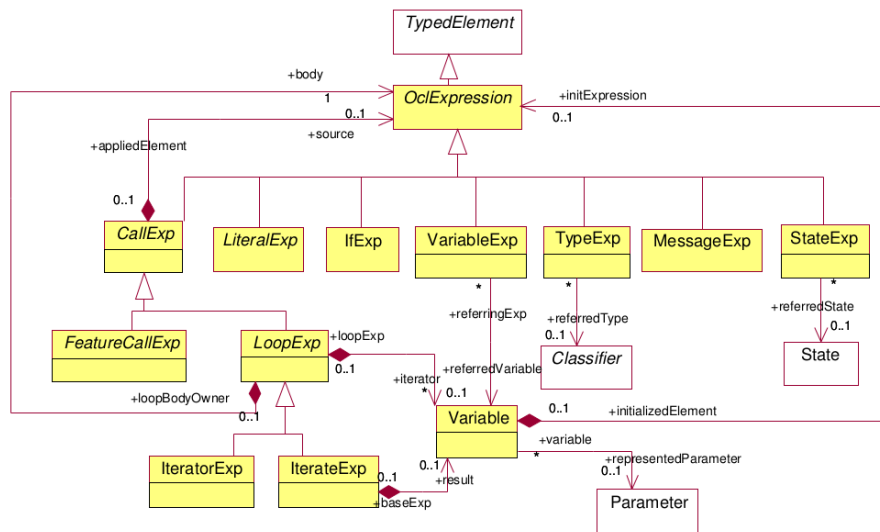 TypedElement
+body
1
OclExpression
+initExpression
0..1
0..1
+source
+appliedElement
0..1
CallExp
LiteralExp
IfExp
VariableExp
TypeExp
MessageExp
StateExp
*
*
*
+referringExp
+referredType
0..1
+referredState
0..1
FeatureCallExp
LoopExp
+loopExp
0..1
Classifier
State
+loopBodyOwner
0..1
+iterator
*
+referredVariable
0..1
Variable
0..1
+initializedElement
*
+variable
+representedParameter
0..1
IteratorExp
IterateExp
0..1
+baseExp
0..1
+result
Parameter